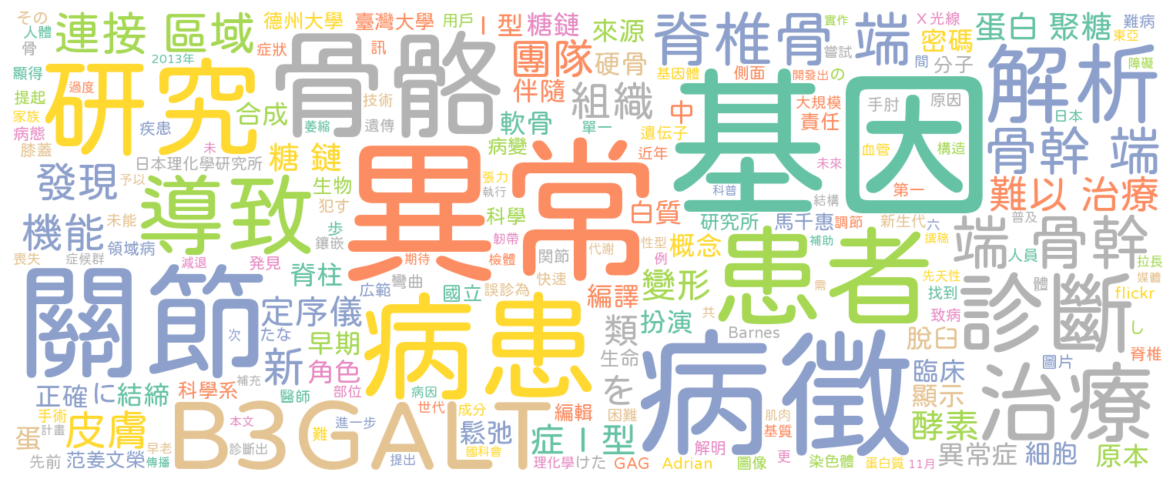 その 德州大學 臺灣大學 用戶 I 型 糖鏈 來源 脊椎骨 端 X光線 實作 難病
人體 連接 區域 症狀 訊 密碼 蛋白 聚糖 東亞
骨 2013年 團隊 硬骨 基因體 側面 開發出 の 嘗試 間 分子 障礙
顯得 研究 骨骼 伴隨 組織 中 大規模 手肘 原因 解析
提起 過度 合成 技術 軟骨 單一 遺伝子 責任 日本
家族 疾患 萎縮 遺傳 病變 近年 基因 血管 構造
病態 未 異常 未來 骨幹 端
膝蓋 日本理化學研究所 糖 鏈 張力 執行 科普 結構 第一
發現 予以 導致 生物 白質 難以 治療
犯す 科學 研究所 馬千惠 調節 新生代 六 普及
機能 未能 鑲嵌 步 韌帶 關節 代謝 性型 概念 補助 端 骨幹
領域病 患者 人員
喪失 症候群 減退 発見 期待 檢體 例 先天性 體 拉長
脊柱 彎曲 快速 變形 找到 媒體
關節 広範 國立 誤診為 編譯 需 診斷 flickr
定序儀 病患 扮演 共 致病 し
次 たな 早期 類 Barnes 病徵 脫臼 脊椎
新 角色 生命 臨床 圖片
正確 に 結締 科學系 補充 醫師 部位 を 顯示 治療
手術 計畫 本文 病因 世代 成分 編輯 困難 肌肉
蛋 皮膚 早老 B3GALT 進一步 鬆弛 症 I 型 基質 酵素
難 解明 更
先前 范姜文榮 傳播 診斷出 提出 國科會 理化學 けた GAG Adrian 圖像 染色體 蛋白質 11月 異常症 細胞 原本